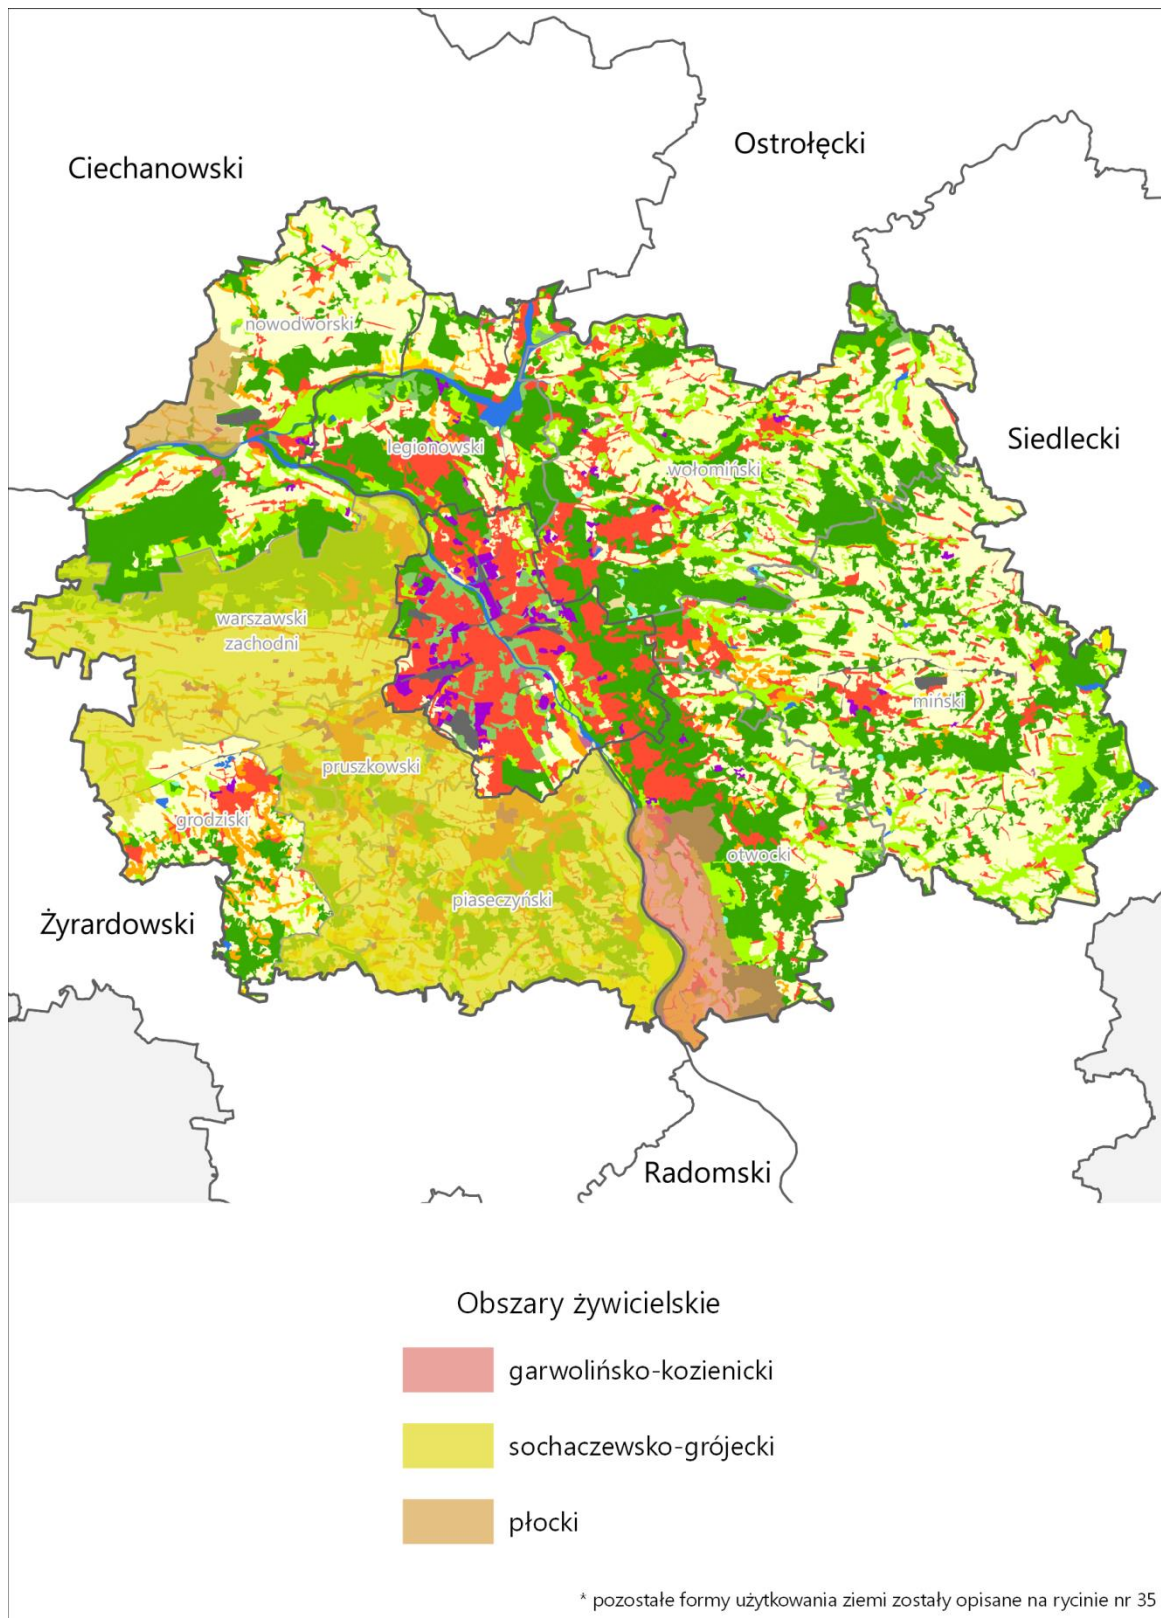 Ciechanowski
Ostrołęcki
nowodworski
Siedlecki
legionowski
wołomiński
warszawski
zachodni
miński
pruszkowski
grodziski
otwocki
piaseczyński
Żyrardowski
Radomski
Obszary żywicielskie
garwolińsko-kozienicki
sochaczewsko-grójecki
płocki
* pozostałe formy użytkowania ziemi zostały opisane na rycinie nr 35